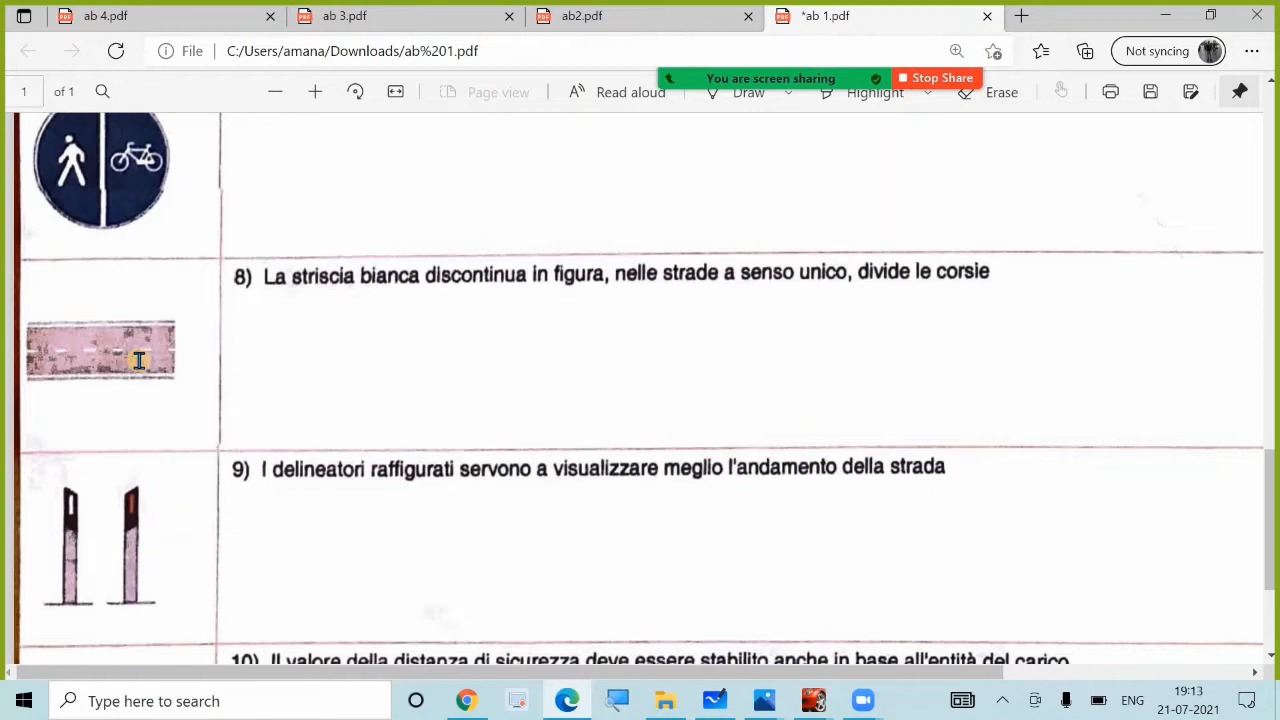 ab 4.pdf
ab 3.pdf
ab2.pdf
*ab 1.pdf
File
C:/Users/amana/Downloads/ab%201.pdf
Not syncing
You are screen sharing
Stop Share
1
of 1
Page view
Read aloud
Draw
Highlight
Erase
8) La striscia bianca discontinua in figura, nelle strade a senso unico, divide le corsie
9) I delineatori raffigurati servono a visualizzare meglio l'andamento della strada
10) Il valore della distanza di sicurezza deve essere stabilito anche in base all'entità del carico
Type here to search
ENG
19:13
21-07-2021